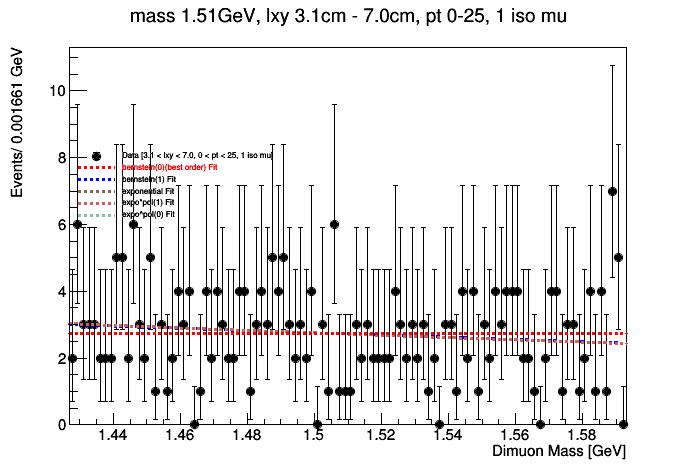 mass 1.51GeV, lxy 3.1cm - 7.0cm, pt 0-25, 1 iso mu
Events/ 0.001661 GeV
10
8
6
4
2
0
Data [3.1 < lxy < 7.0, 0 < pt < 25, 1 iso mu]
bernstein(0)(best order) Fit
bernstein(1) Fit
exponential Fit
expo*pol(1) Fit
expo*pol(0) Fit
1.44 1.46 1.48 1.5 1.52 1.54 1.56 1.58
Dimuon Mass [GeV]